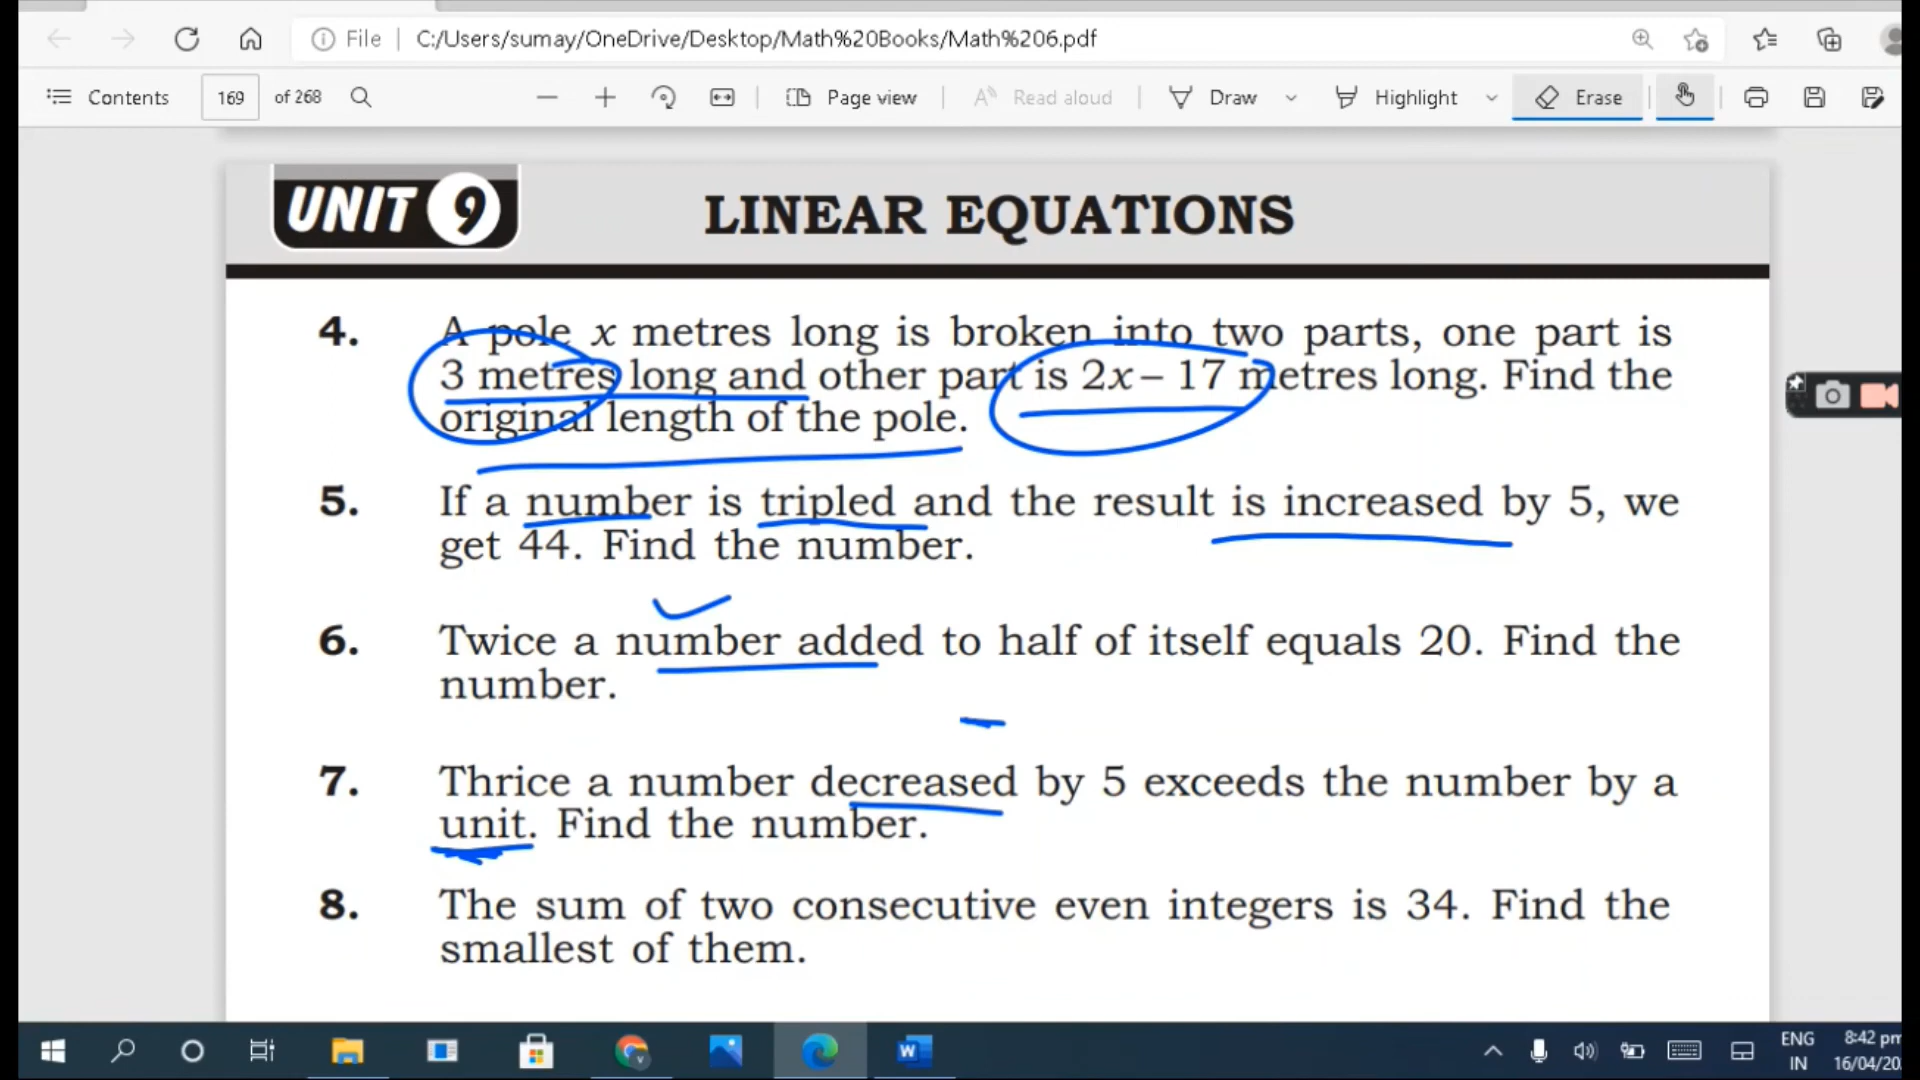 File | C:/Users/sumay/OneDrive/Desktop/Math%20Books/Math%206.pdf
Contents 169 of 268 Page view Read aloud Draw Highlight Erase
UNIT 9 LINEAR EQUATIONS
4. A pole x metres long is broken into two parts, one part is
3 metres long and other part is 2x – 17 metres long. Find the
original length of the pole.
5. If a number is tripled and the result is increased by 5, we
get 44. Find the number.
6. Twice a number added to half of itself equals 20. Find the
number.
7. Thrice a number decreased by 5 exceeds the number by a
unit. Find the number.
8. The sum of two consecutive even integers is 34. Find the
smallest of them.
ENG 8:42 pm
IN 16/04/20